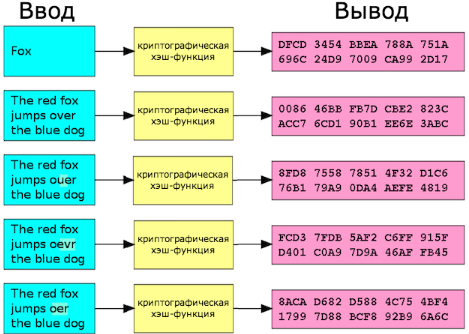 Ввод
Вывод
Fox
криптографическая
хэш-функция
DFCD 3454 BBEA 788A 751A
696C 24D9 7009 CA99 2D17
The red fox
jumps over
the blue dog
криптографическая
хэш-функция
0086 46BB FB7D CBE2 823C
ACC7 6CD1 90B1 EE6E 3ABC
The red fox
jumps ouer
the blue dog
криптографическая
хэш-функция
8FD8 7558 7851 4F32 D1C6
76B1 79A9 0DA4 AEFE 4819
The red fox
jumps oevr
the blue dog
криптографическая
хэш-функция
FCD3 7FDB 5AF2 C6FF 915F
D401 C0A9 7D9A 46AF FB45
The red fox
jumps oer
the blue dog
криптографическая
хэш-функция
8ACA D682 D588 4C75 4BF4
1799 7D88 BCF8 92B9 6A6C